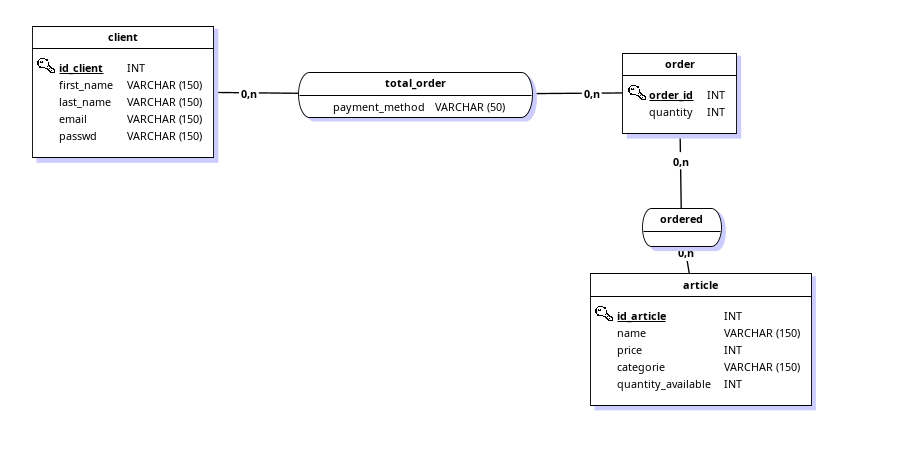 client
id_client INT
first_name VARCHAR (150)
last_name VARCHAR (150)
email VARCHAR (150)
passwd VARCHAR (150)
0,n
total_order
payment_method VARCHAR (50)
0,n
order
order_id INT
quantity INT
0,n
ordered
0,n
article
id_article INT
name VARCHAR (150)
price INT
categorie VARCHAR (150)
quantity_available INT